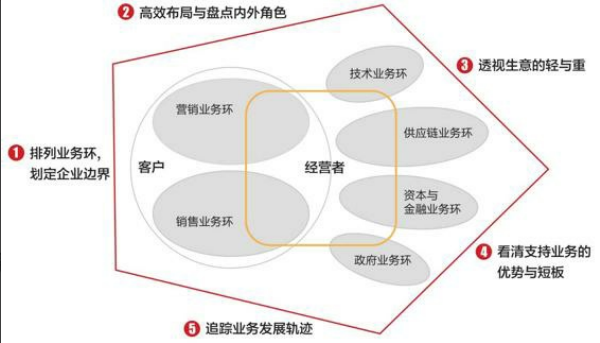 2 高效布局与盘点内外角色
技术业务环
3 透视生意的轻与重
营销业务环
供应链业务环
1 排列业务环，
划定企业边界
客户
经营者
资本与
金融业务环
销售业务环
4 看清支持业务的
优势与短板
政府业务环
5 追踪业务发展轨迹